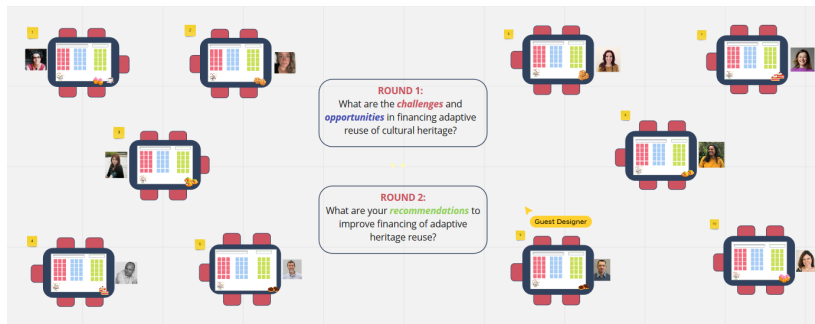 ROUND 1:
What are the challenges and
opportunities in financing adaptive
reuse of cultural heritage?
ROUND 2:
What are your recommendations to
improve financing of adaptive
heritage reuse?
Guest Designer